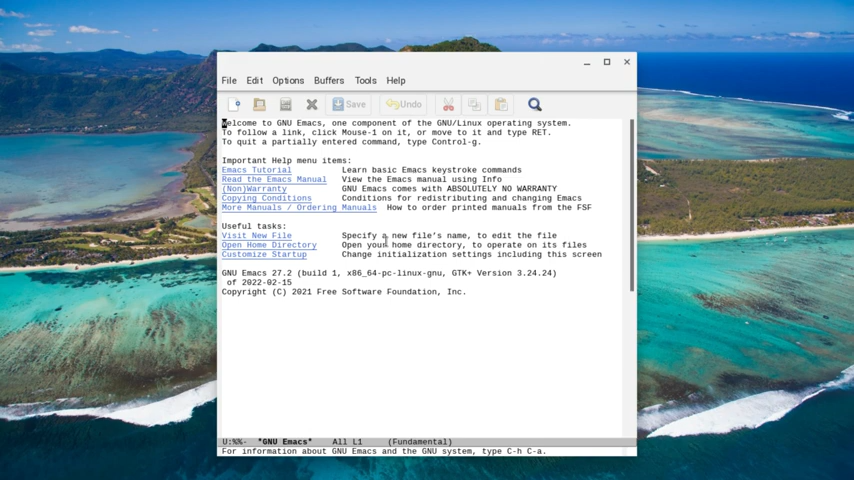 File Edit Options Buffers Tools Help
Save Undo
Welcome to GNU Emacs, one component of the GNU/Linux operating system.
To follow a link, click Mouse-1 on it, or move to it and type RET.
To quit a partially entered command, type Control-g.
Important Help menu items:
Emacs Tutorial Learn basic Emacs keystroke commands
Read the Emacs Manual View the Emacs manual using Info
(Non)Warranty GNU Emacs comes with ABSOLUTELY NO WARRANTY
Copying Conditions Conditions for redistributing and changing Emacs
More Manuals / Ordering Manuals How to order printed manuals from the FSF
Useful tasks:
Visit New File Specify a new file's name, to edit the file
Open Home Directory Open your home directory, to operate on its files
Customize Startup Change initialization settings including this screen
GNU Emacs 27.2 (build 1, x86_64-pc-linux-gnu, GTK+ Version 3.24.24)
of 2022-02-15
Copyright (C) 2021 Free Software Foundation, Inc.
U:%%- *GNU Emacs* All L1 (Fundamental)
For information about GNU Emacs and the GNU system, type C-h C-a.